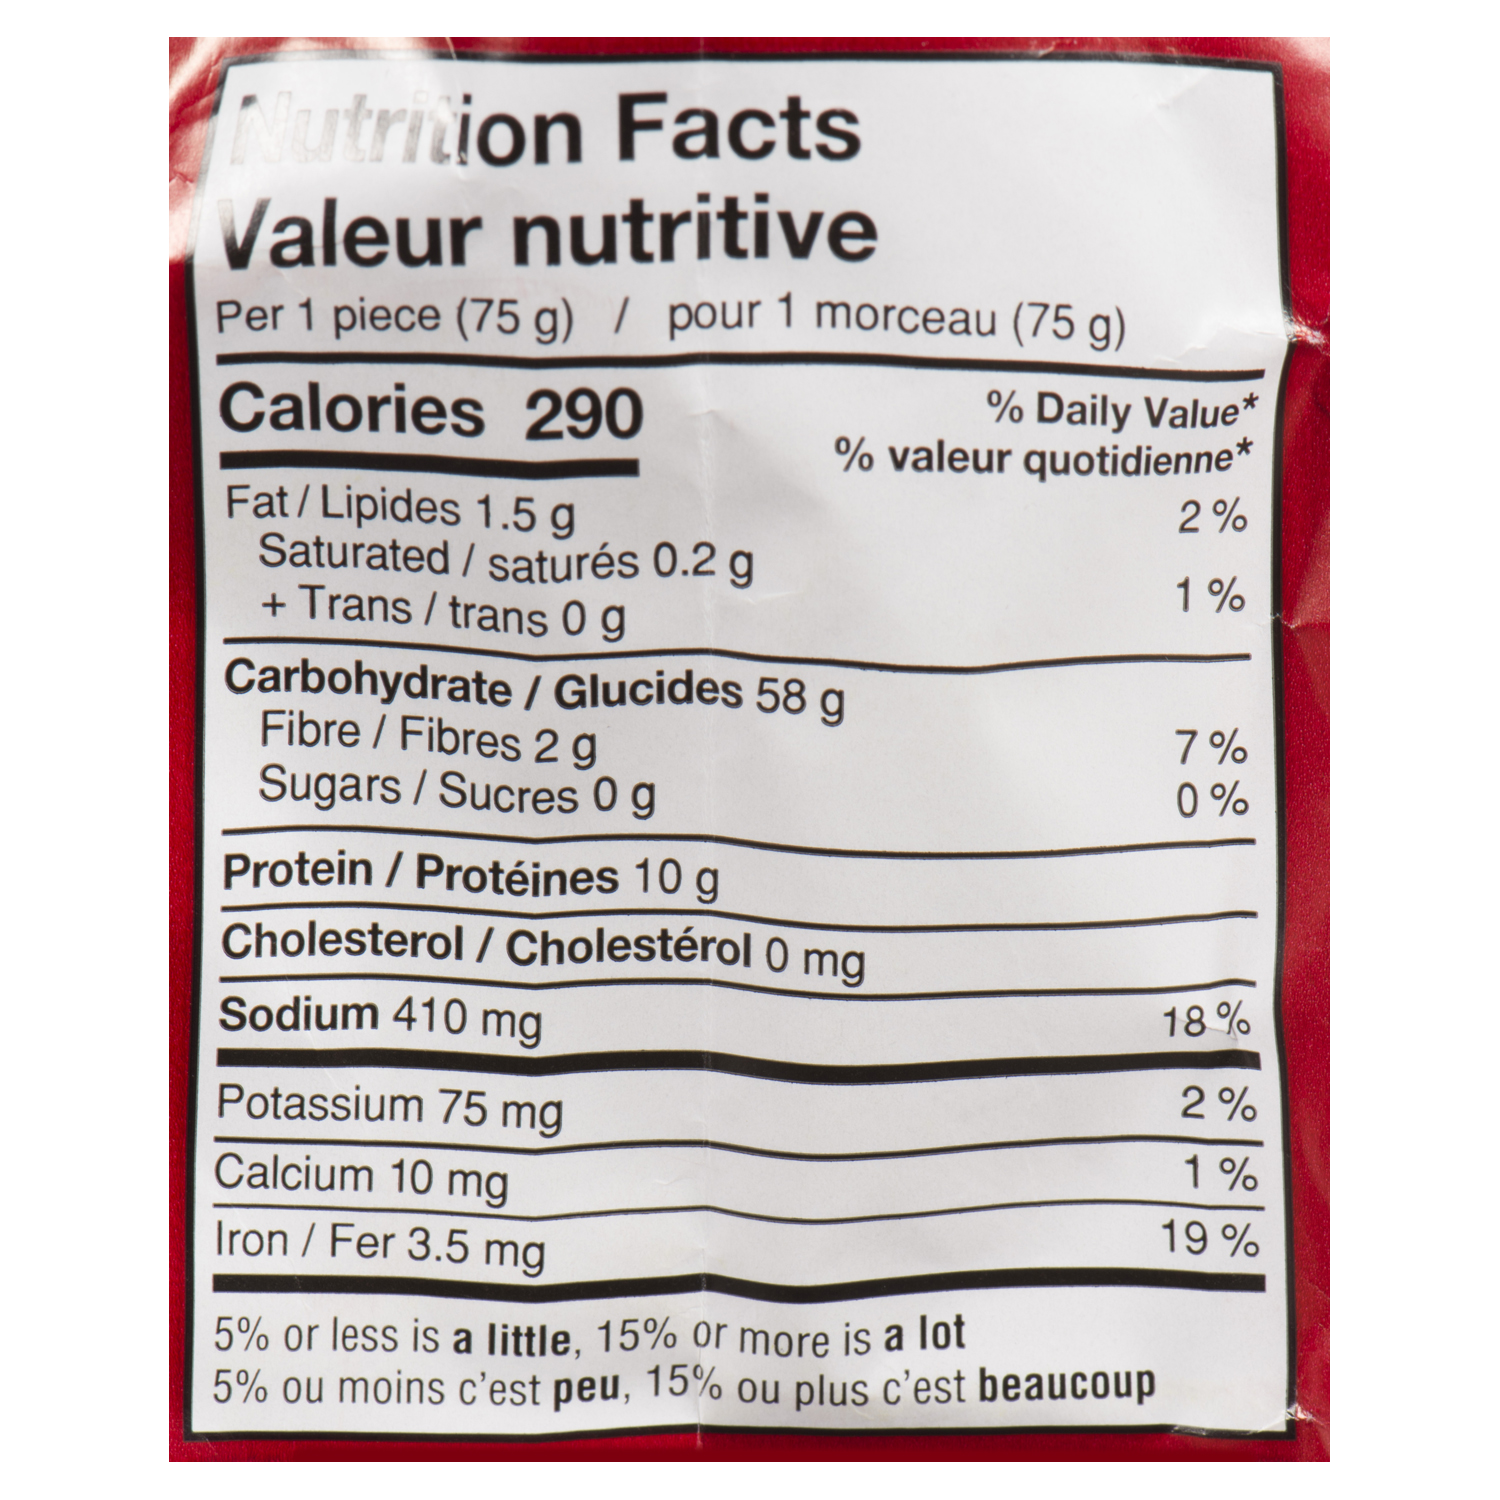 Nutrition Facts
Valeur nutritive
Per 1 piece (75 g) / pour 1 morceau (75 g)
Calories 290
% Daily Value*
% valeur quotidienne*
Fat / Lipides 1.5 g 2 %
Saturated / saturés 0.2 g
+ Trans / trans 0 g 1 %
Carbohydrate / Glucides 58 g
Fibre / Fibres 2 g 7 %
Sugars / Sucres 0 g 0 %
Protein / Protéines 10 g
Cholesterol / Cholestérol 0 mg
Sodium 410 mg 18 %
Potassium 75 mg 2 %
Calcium 10 mg 1 %
Iron / Fer 3.5 mg 19 %
5% or less is a little, 15% or more is a lot
5% ou moins c'est peu, 15% ou plus c'est beaucoup